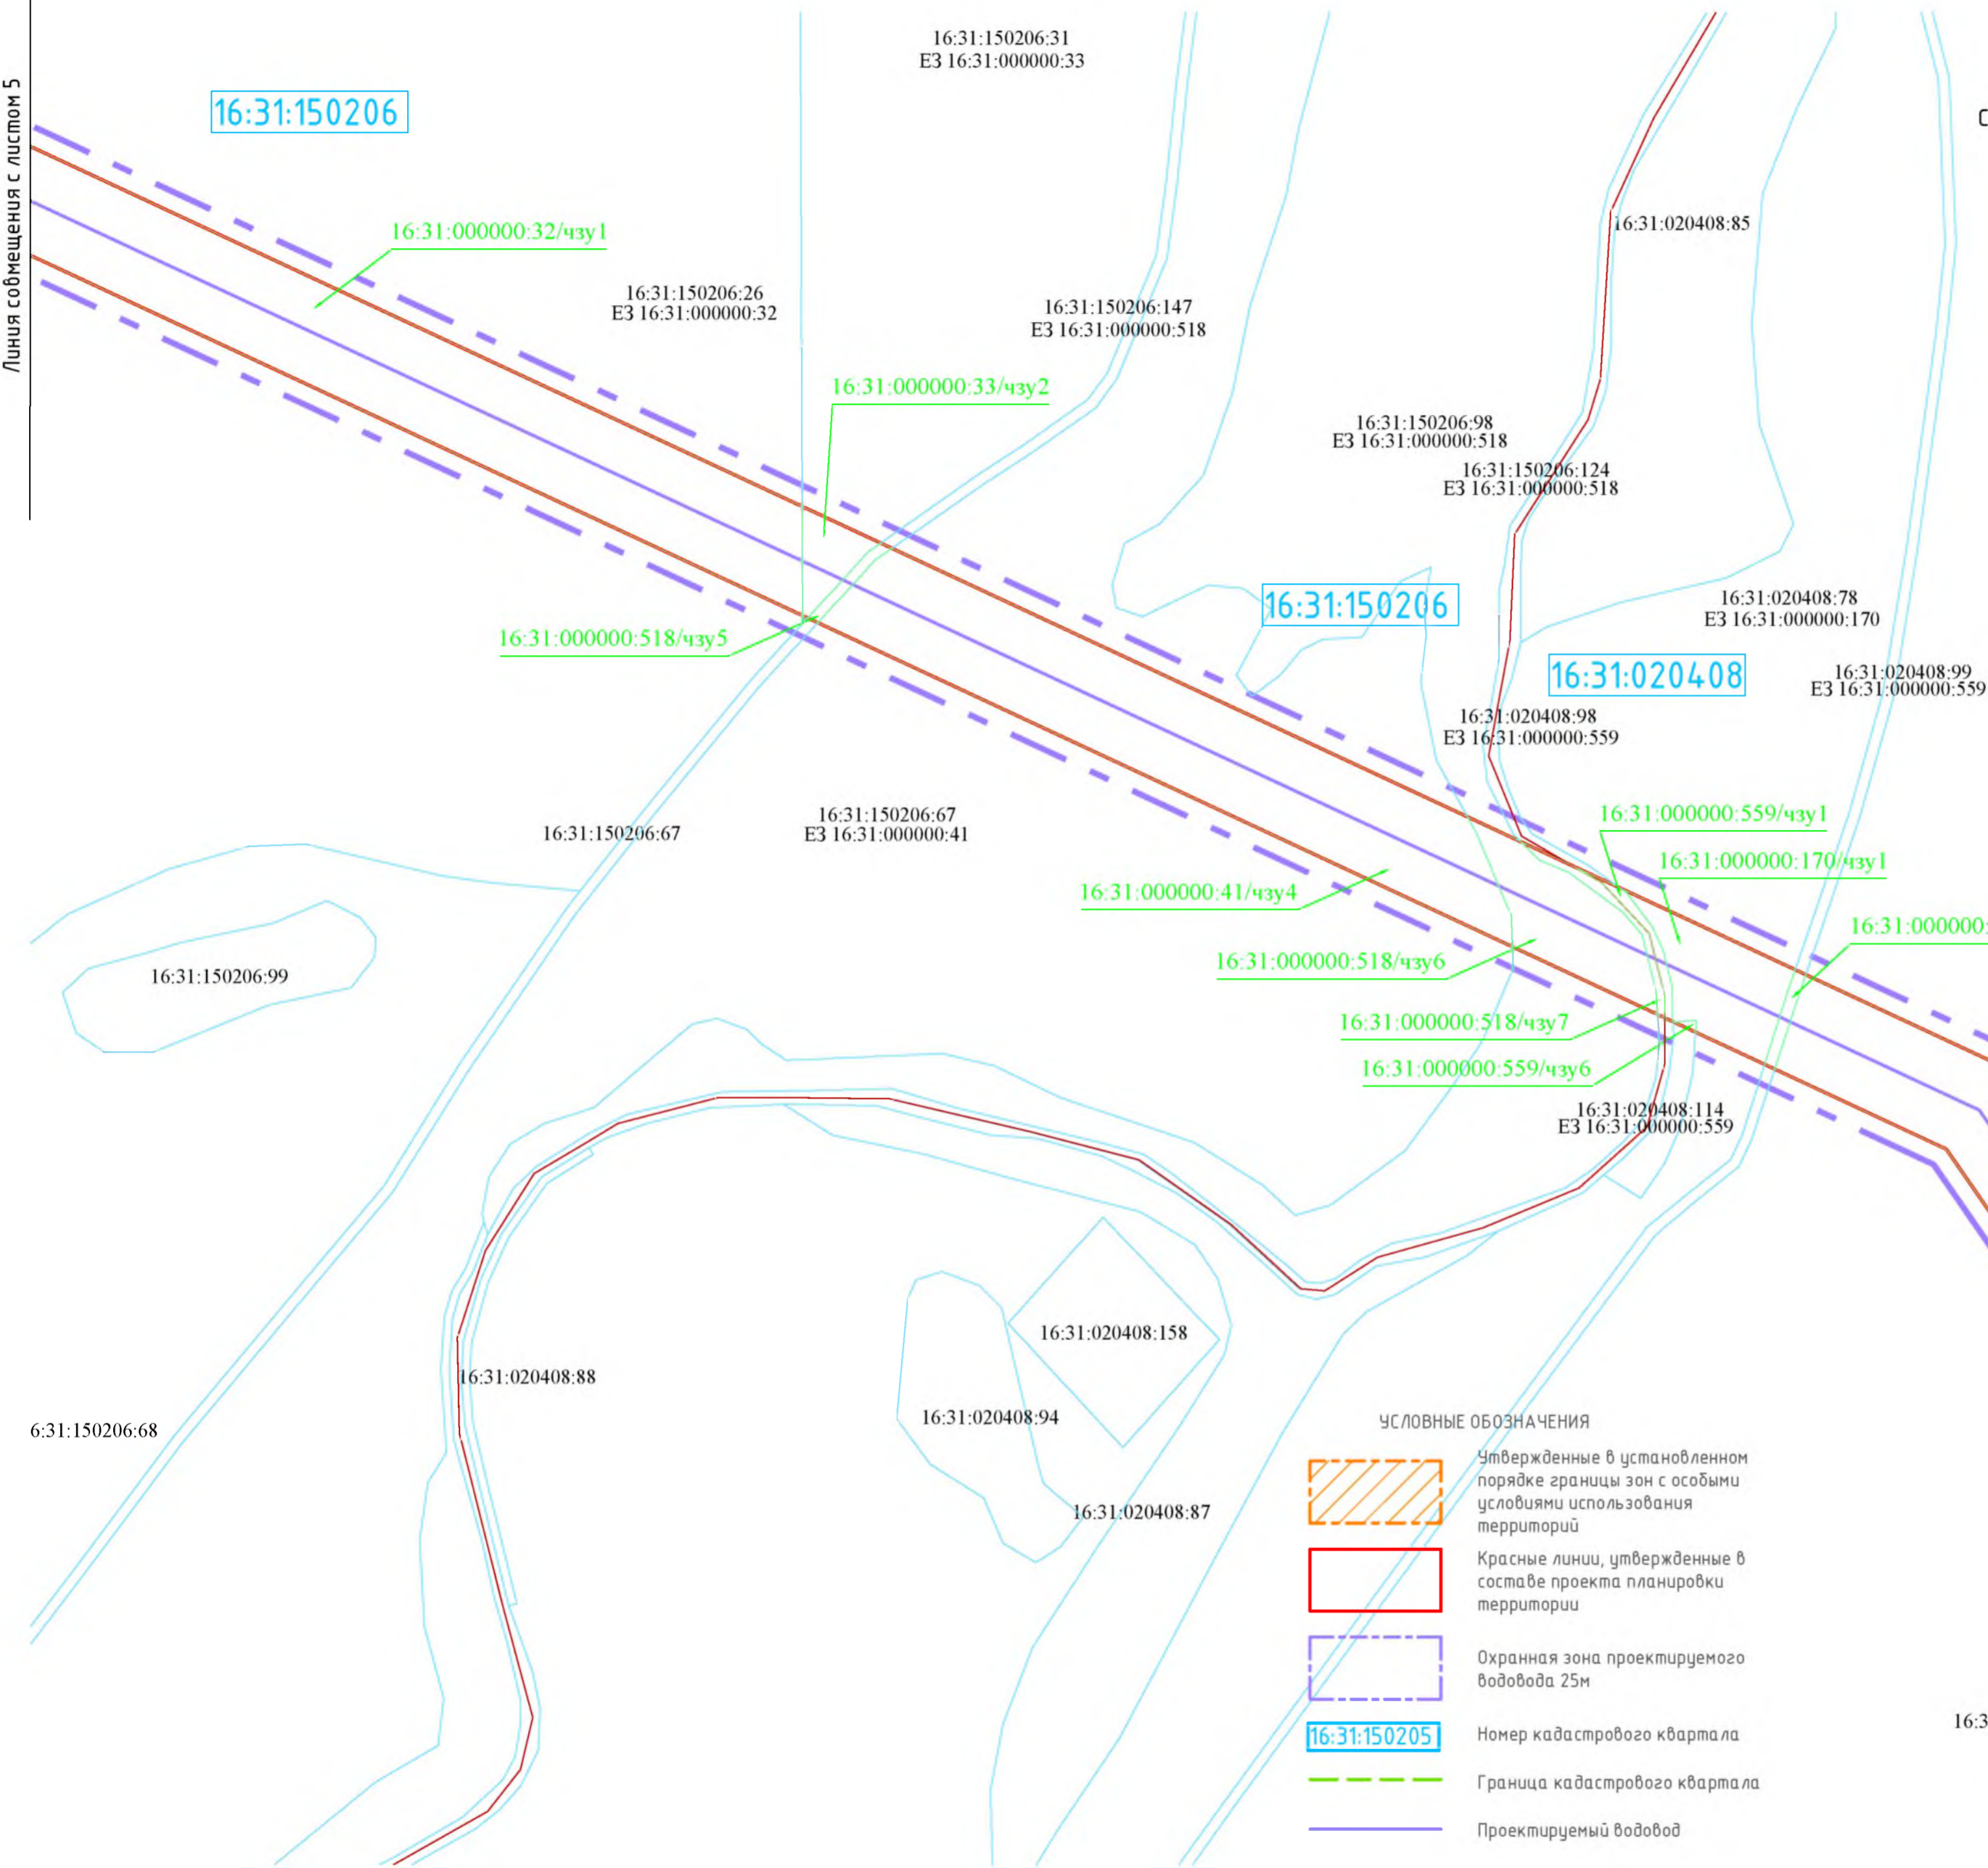 Линия совмещения с листом 5
16:31:150206:31
ЕЗ 16:31:000000:33
16:31:150206
С
16:31:000000:32/чзу1
16:31:020408:85
16:31:150206:26
ЕЗ 16:31:000000:32
16:31:150206:147
ЕЗ 16:31:000000:518
16:31:000000:33/чзу2
16:31:150206:98
ЕЗ 16:31:000000:518
16:31:150206:124
ЕЗ 16:31:000000:518
16:31:150206
16:31:020408:78
ЕЗ 16:31:000000:170
16:31:000000:518/чзу5
16:31:020408
16:31:020408:99
ЕЗ 16:31:000000:559
16:31:020408:98
ЕЗ 16:31:000000:559
16:31:150206:67
16:31:150206:67
ЕЗ 16:31:000000:41
16:31:000000:559/чзу1
16:31:000000:170/чзу1
16:31:000000:41/чзу4
16:31:000000:
16:31:000000:518/чзу6
16:31:150206:99
16:31:000000:518/чзу7
16:31:000000:559/чзу6
16:31:020408:114
ЕЗ 16:31:000000:559
16:31:020408:158
16:31:020408:88
16:31:020408:94
6:31:150206:68
16:31:020408:87
УСЛОВНЫЕ ОБОЗНАЧЕНИЯ
Утвержденные в установленном
порядке границы зон с особыми
условиями использования
территорий
Красные линии, утвержденные в
составе проекта планировки
территории
Охранная зона проектируемого
водовода 25м
16:3
16:31:150205 Номер кадастрового квартала
Граница кадастрового квартала
Проектируемый водовод